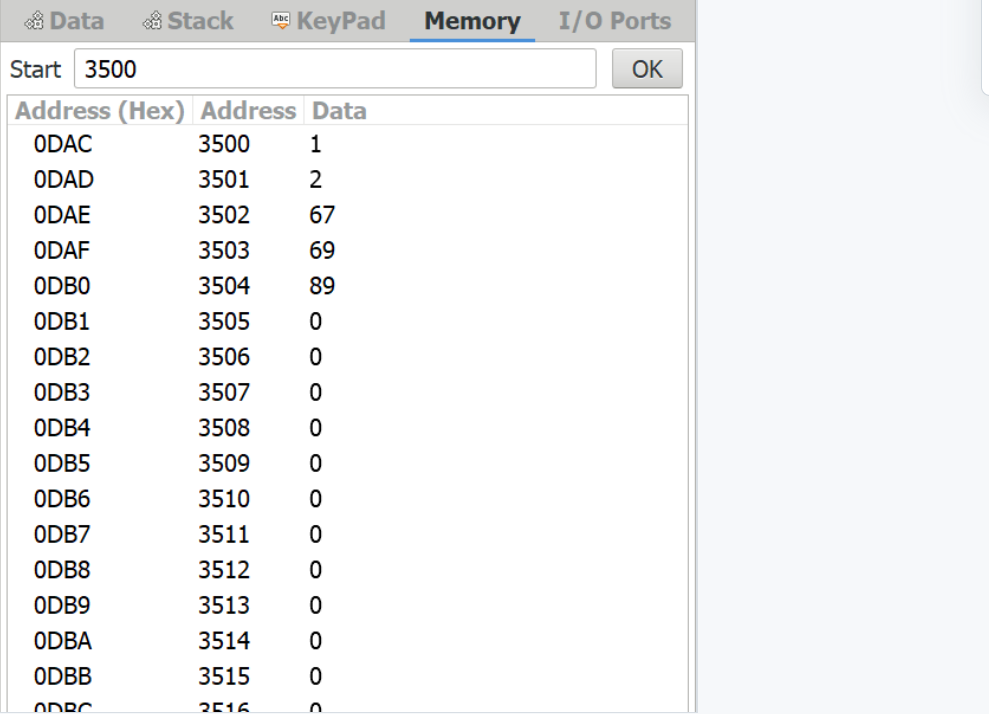 Data Stack Abc KeyPad Memory I/O Ports
Start 3500 OK
Address (Hex) Address Data
0DAC 3500 1
0DAD 3501 2
0DAE 3502 67
0DAF 3503 69
0DB0 3504 89
0DB1 3505 0
0DB2 3506 0
0DB3 3507 0
0DB4 3508 0
0DB5 3509 0
0DB6 3510 0
0DB7 3511 0
0DB8 3512 0
0DB9 3513 0
0DBA 3514 0
0DBB 3515 0
0DBC 3516 0